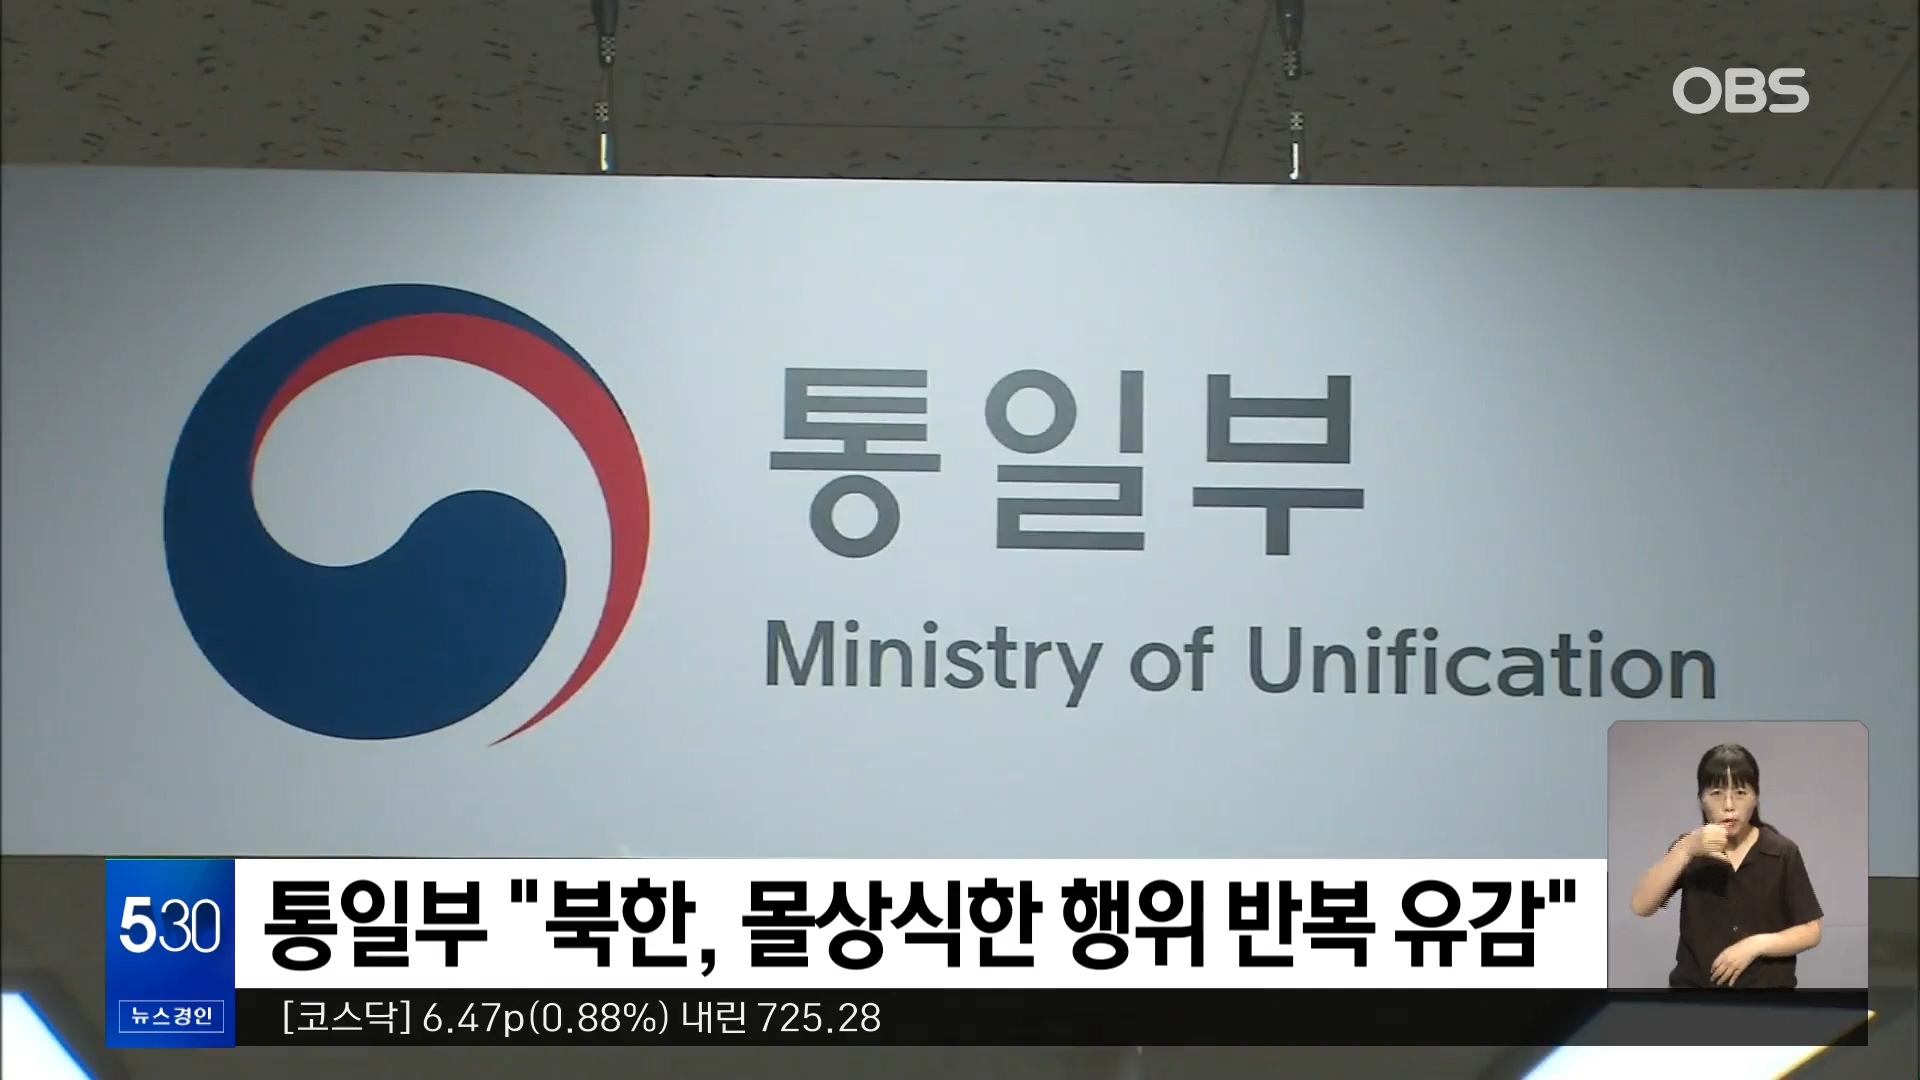 OBS
통일부
Ministry of Unification
530
통일부 "북한, 몰상식한 행위 반복 유감"
뉴스경인
[코스닥] 6.47p(0.88%) 내린 725.28